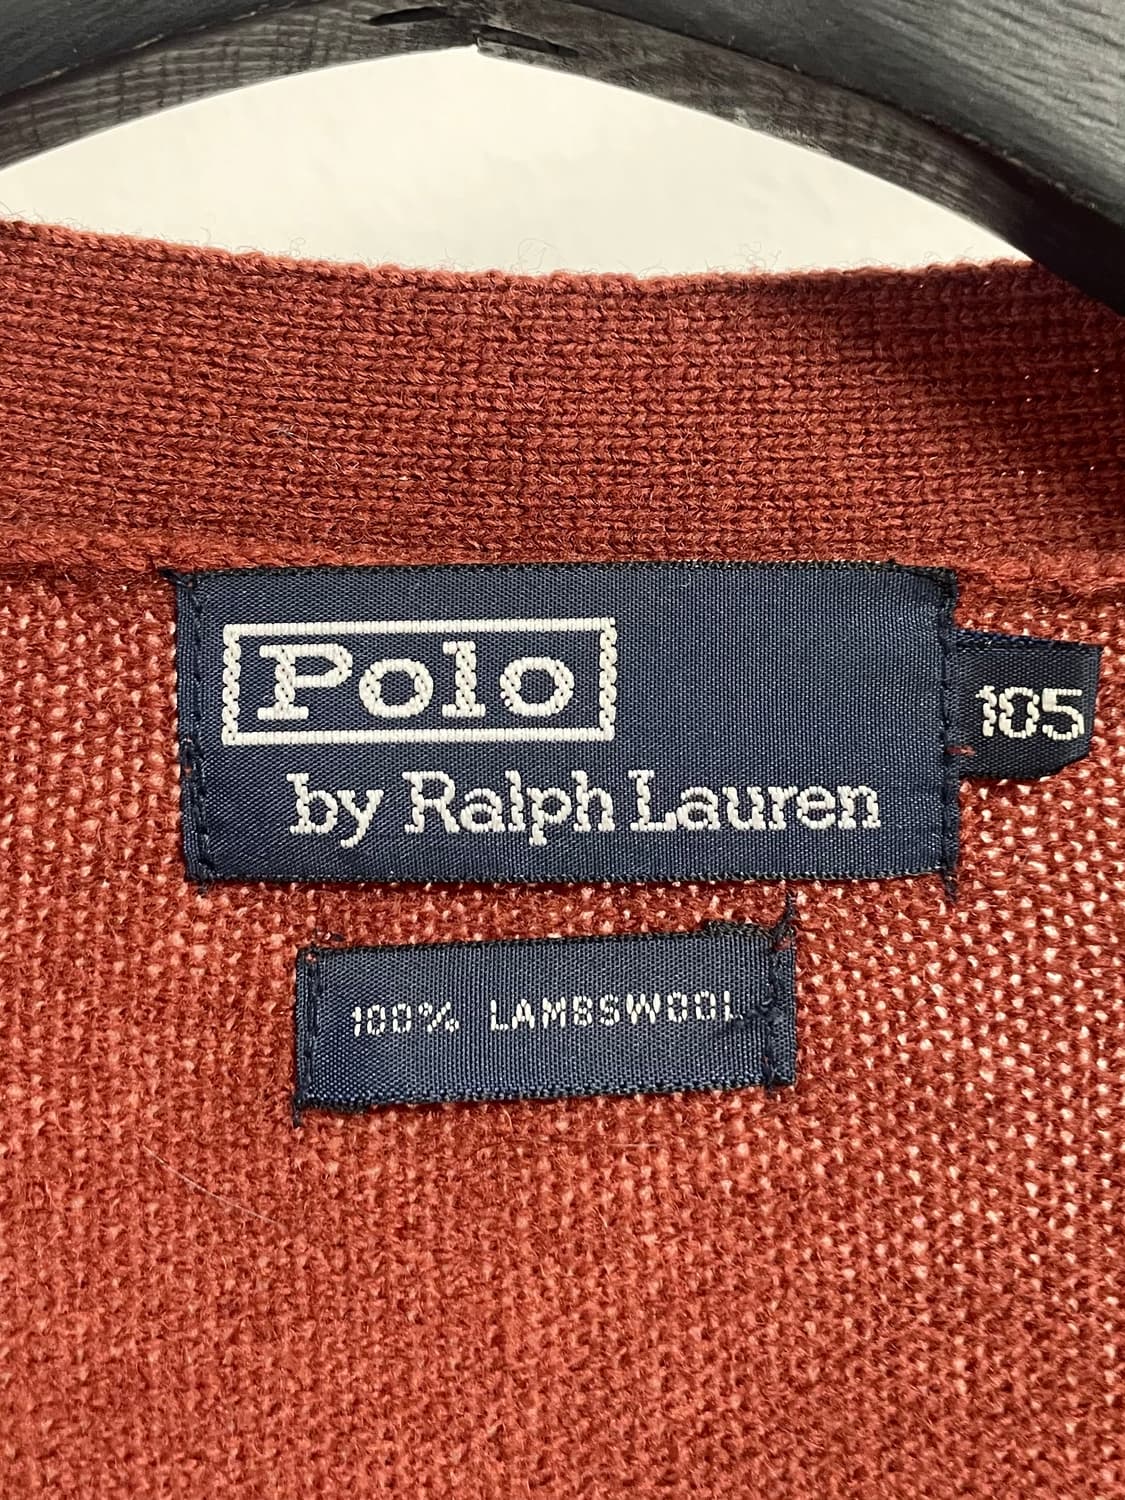 Polo
by Ralph Lauren
105
100% LAMBSWOOL